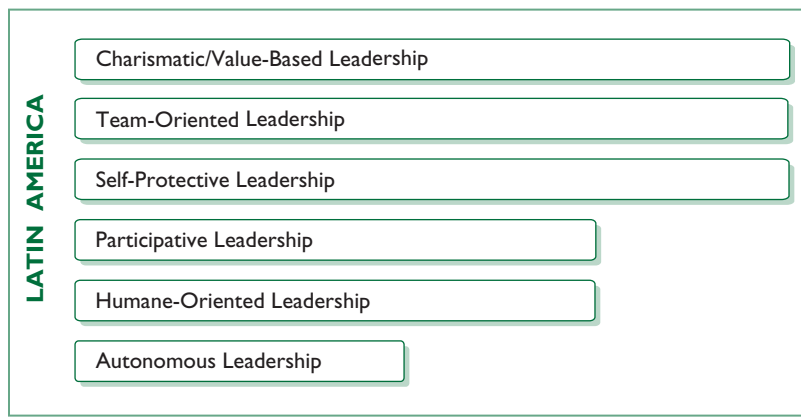 LATIN AMERICA
Charismatic/Value-Based Leadership
Team-Oriented Leadership
Self-Protective Leadership
Participative Leadership
Humane-Oriented Leadership
Autonomous Leadership